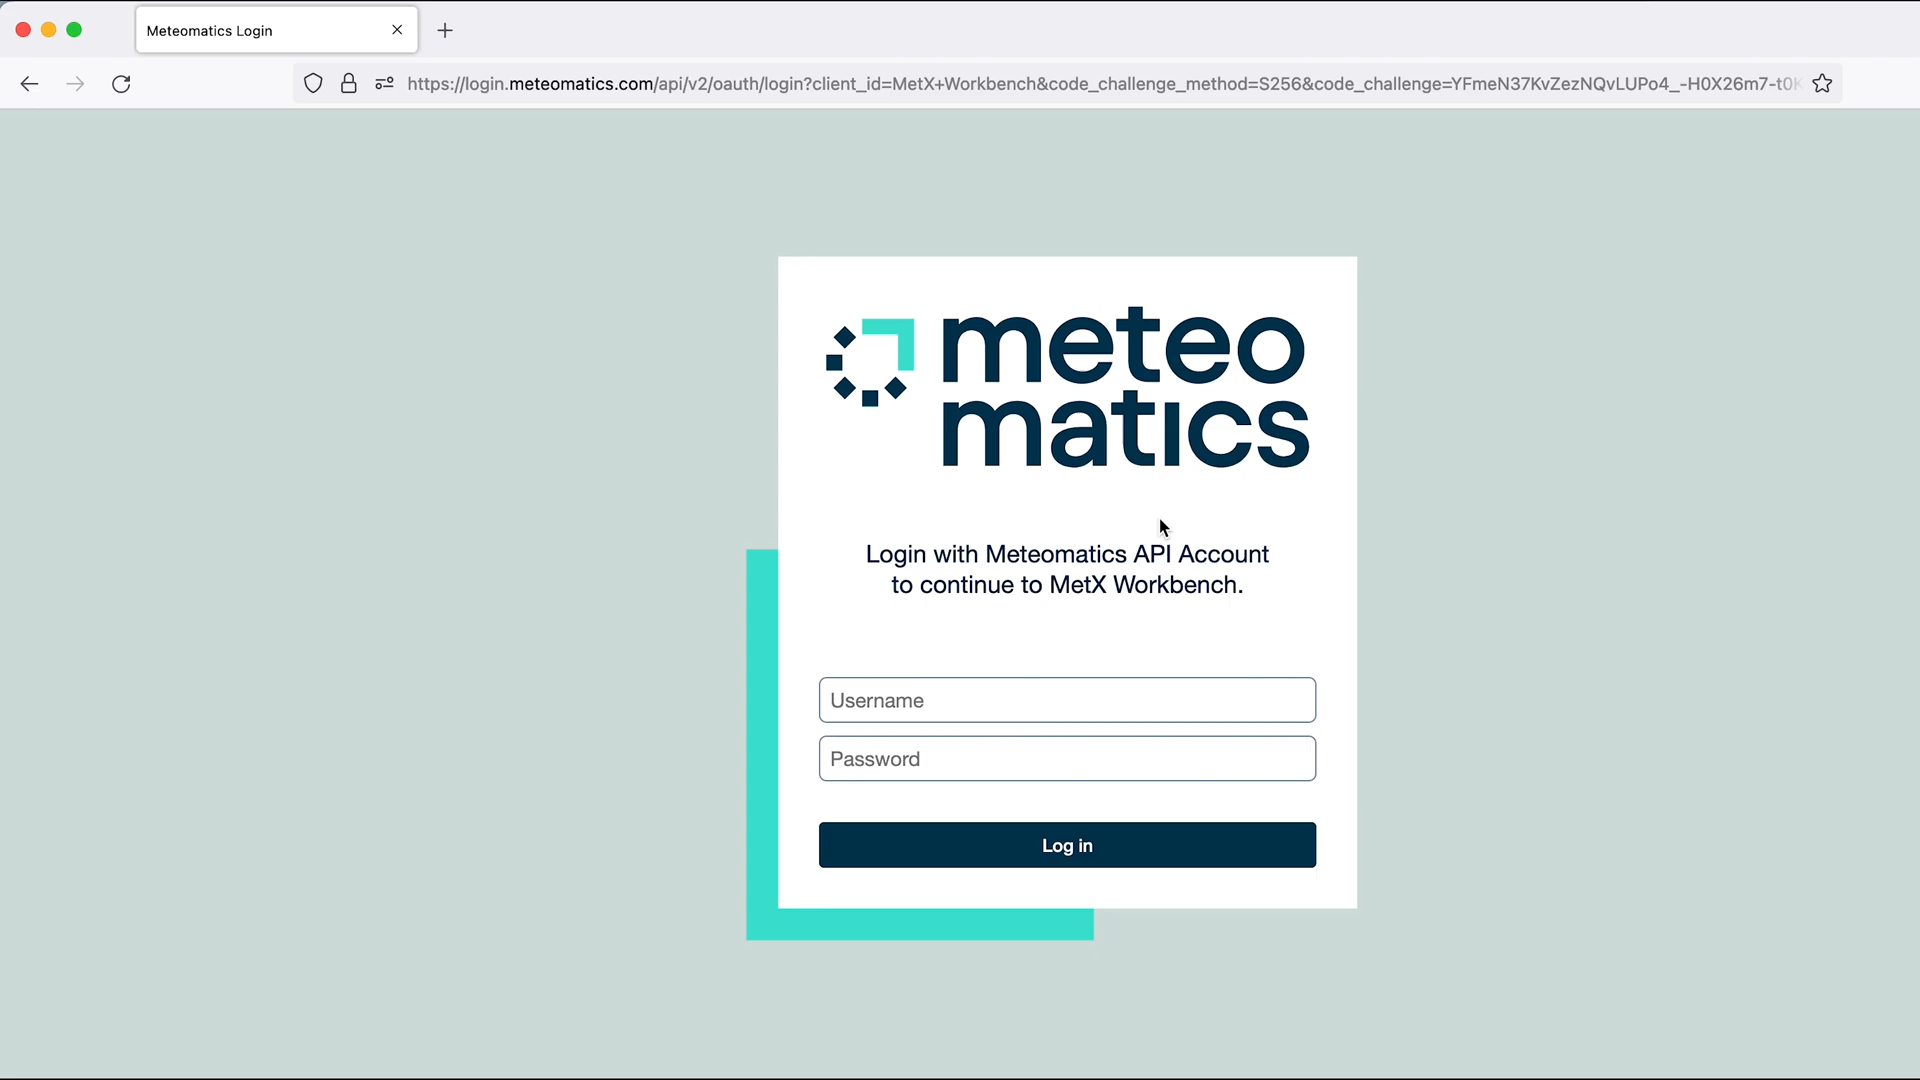 Meteomatics Login
https://login.meteomatics.com/api/v2/oauth/login?client_id=MetX+Workbench&code_challenge_method=S256&code_challenge=YFmeN37KvZezNQvLUPo4_-H0X26m7-t0K
meteo
matics
Login with Meteomatics API Account
to continue to MetX Workbench.
Username
Password
Log in